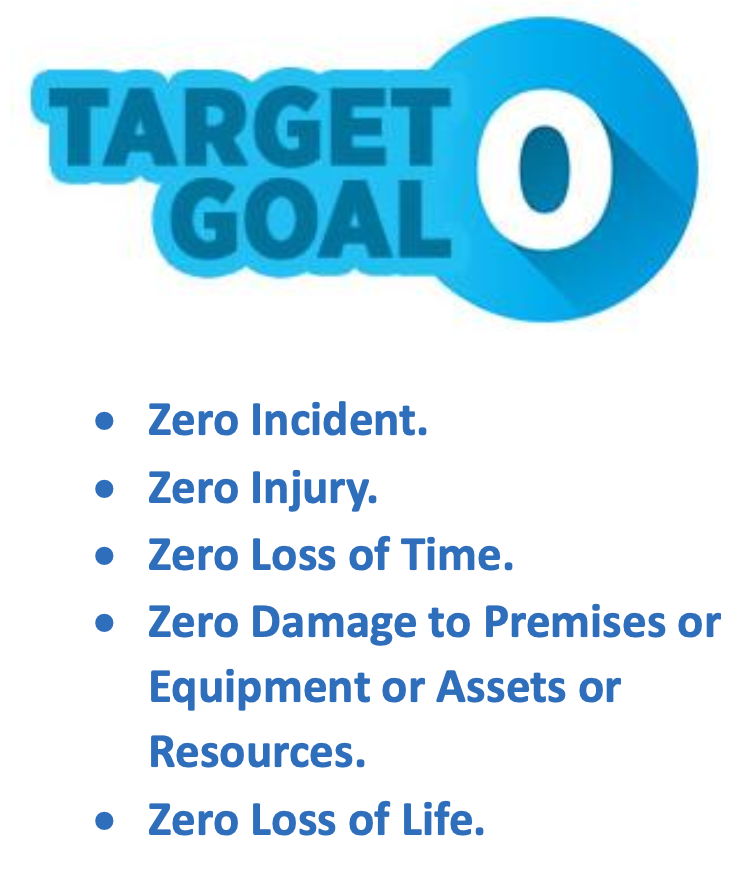 TARGET
GOAL
0
• Zero Incident.
• Zero Injury.
• Zero Loss of Time.
• Zero Damage to Premises or
Equipment or Assets or
Resources.
• Zero Loss of Life.